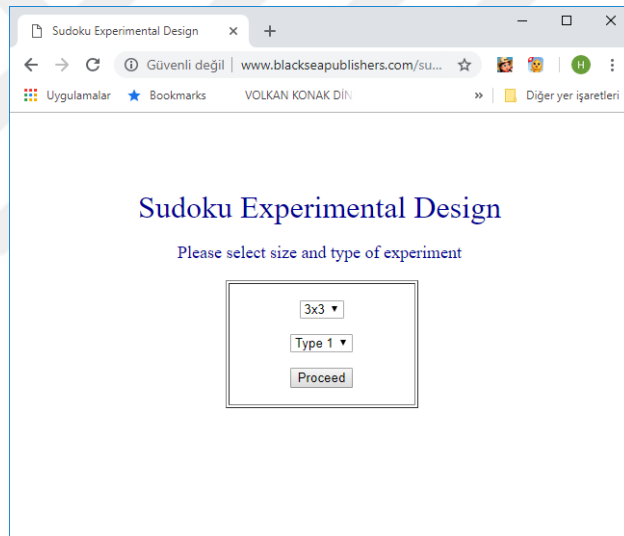 Sudoku Experimental Design
Güvenli değil | www.blackseapublishers.com/su...
H
Uygulamalar Bookmarks VOLKAN KONAK DİN » Diğer yer işaretleri
Sudoku Experimental Design
Please select size and type of experiment
3x3
Type 1
Proceed